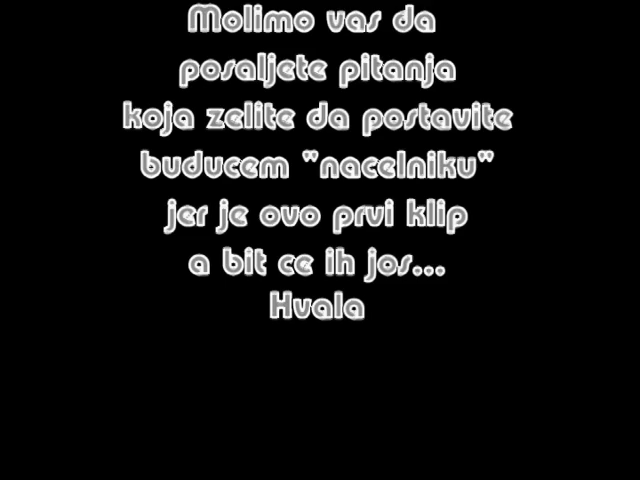 Molimo vas da
posaljete pitanja
koja zelite da postavite
buducem "nacelniku"
jer je ovo prvi klip
a bit ce ih jos...
Hvala